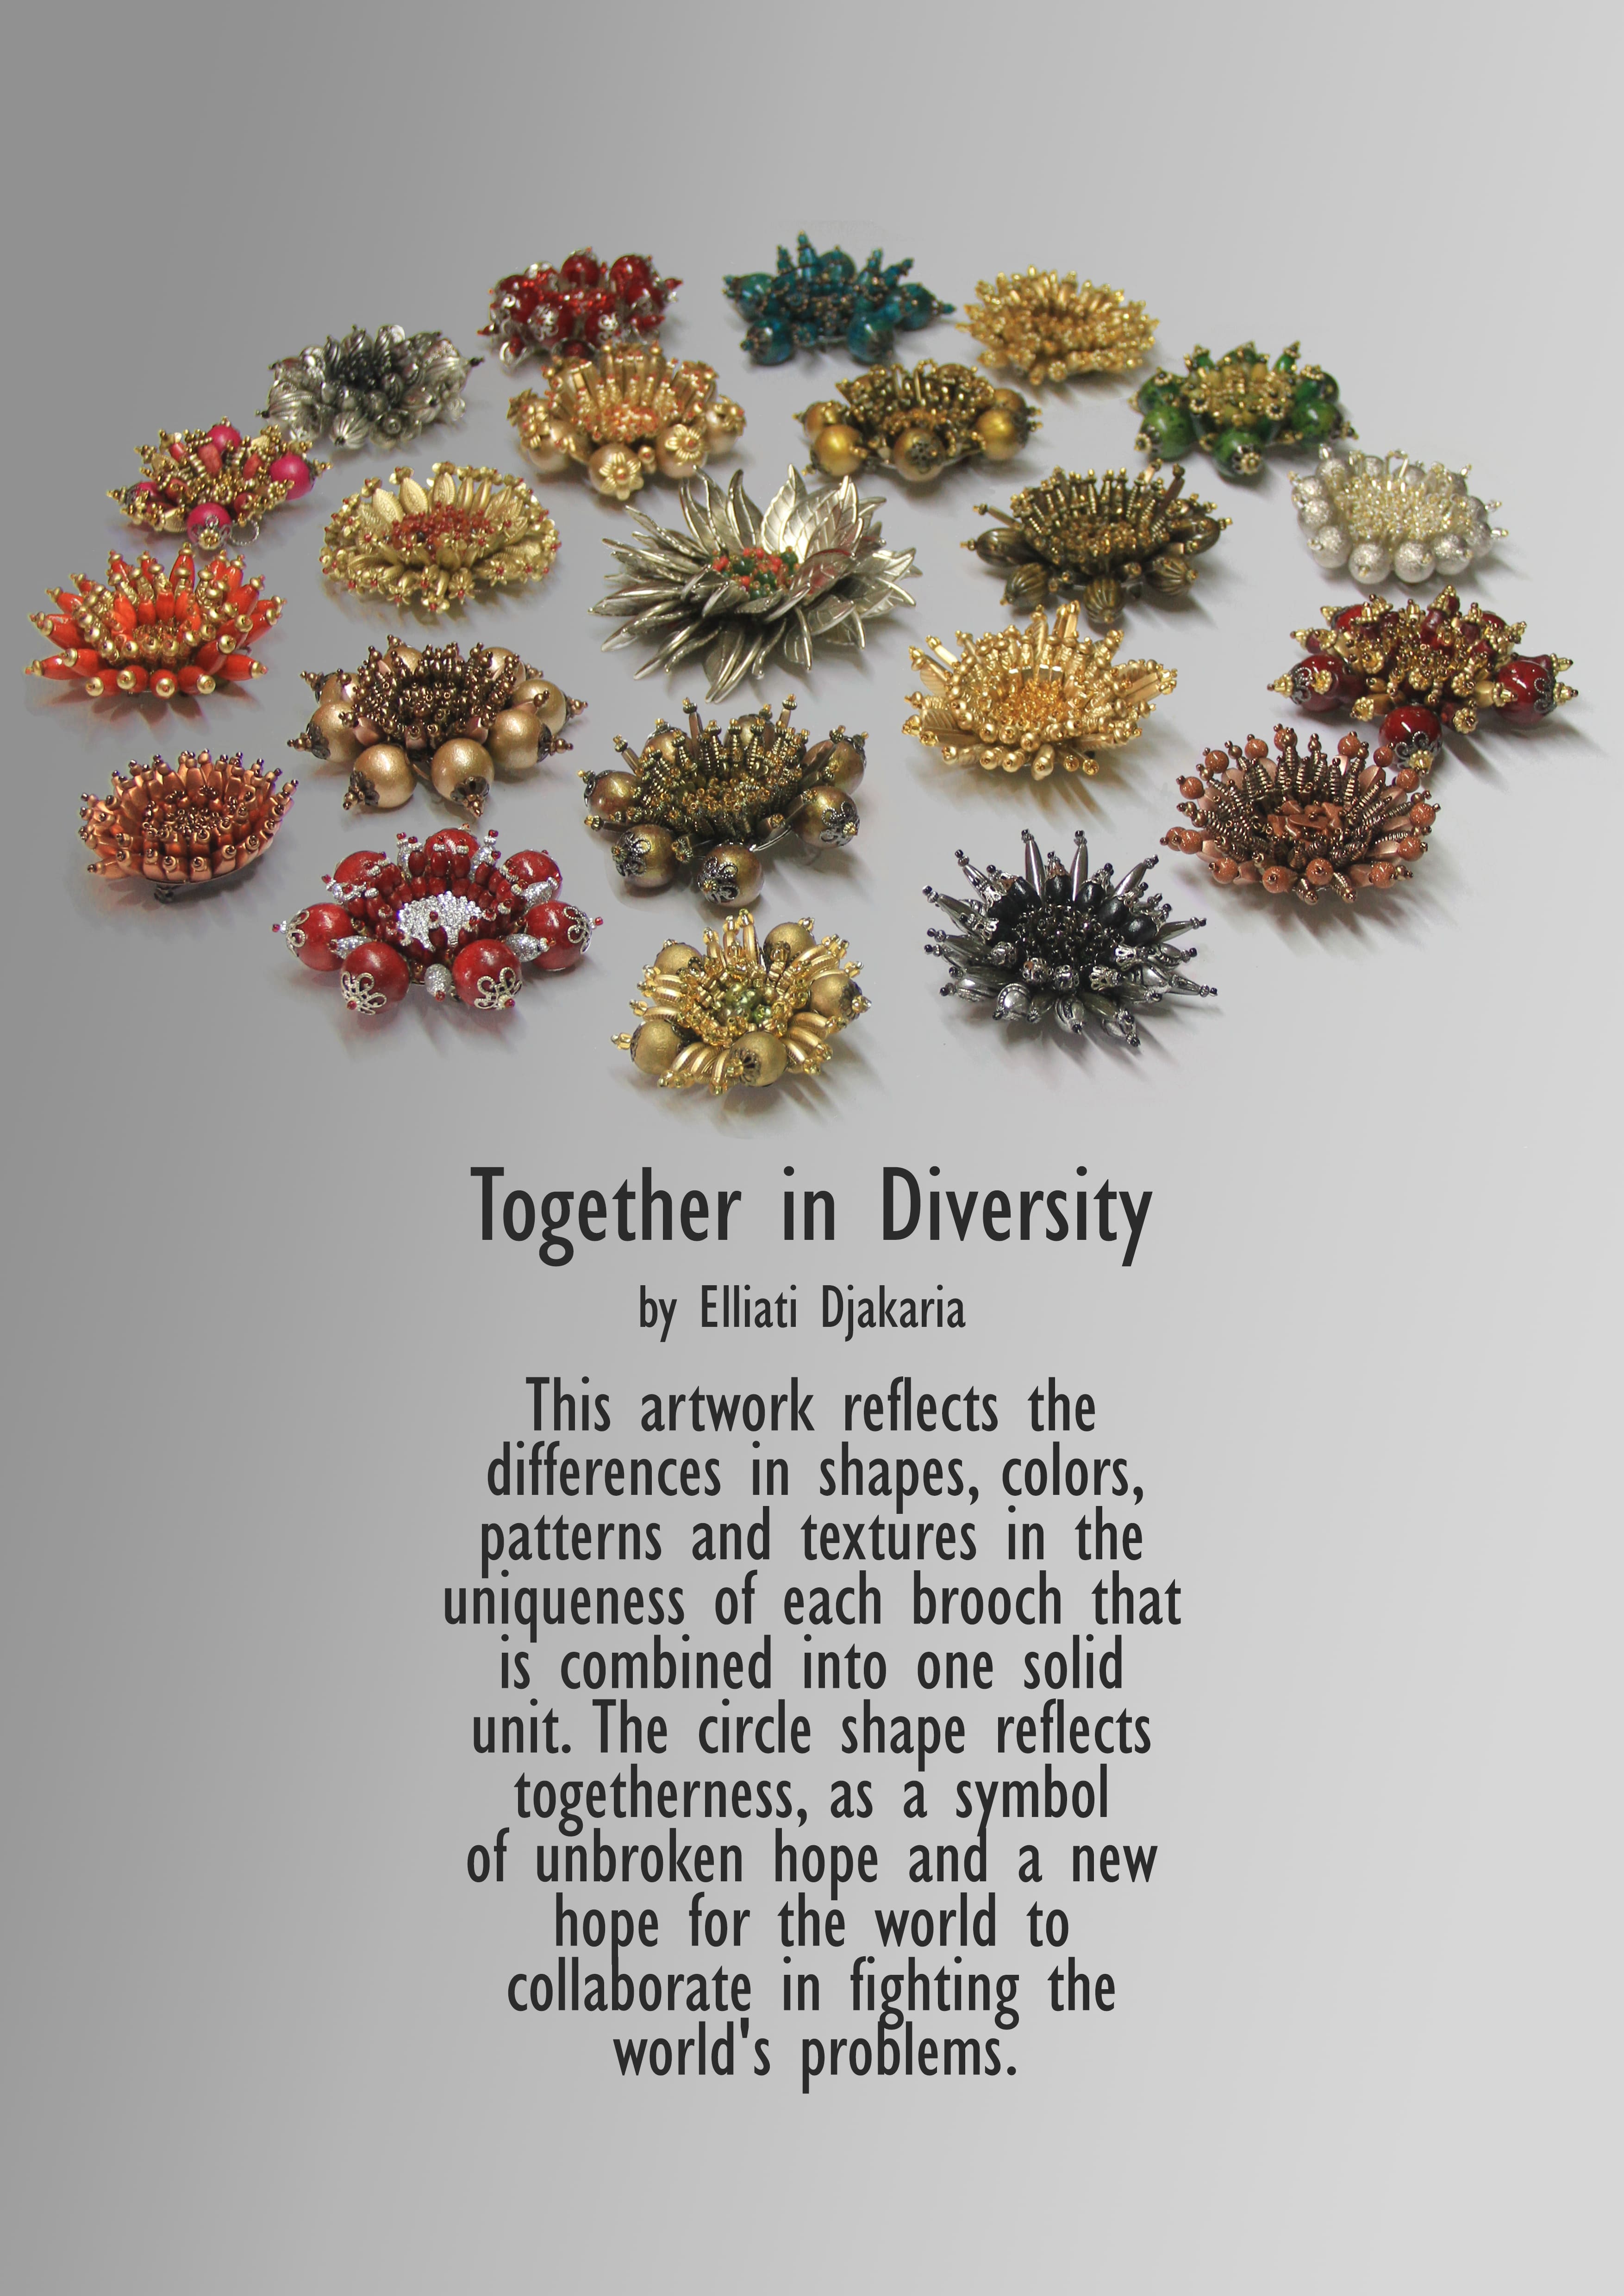 Together in Diversity
by Elliati Djakaria
This artwork reflects the
differences in shapes, colors,
patterns and textures in the
uniqueness of each brooch that
is combined into one solid
unit. The circle shape reflects
togetherness, as a symbol
of unbroken hope and a new
hope for the world to
collaborate in fighting the
world's problems.